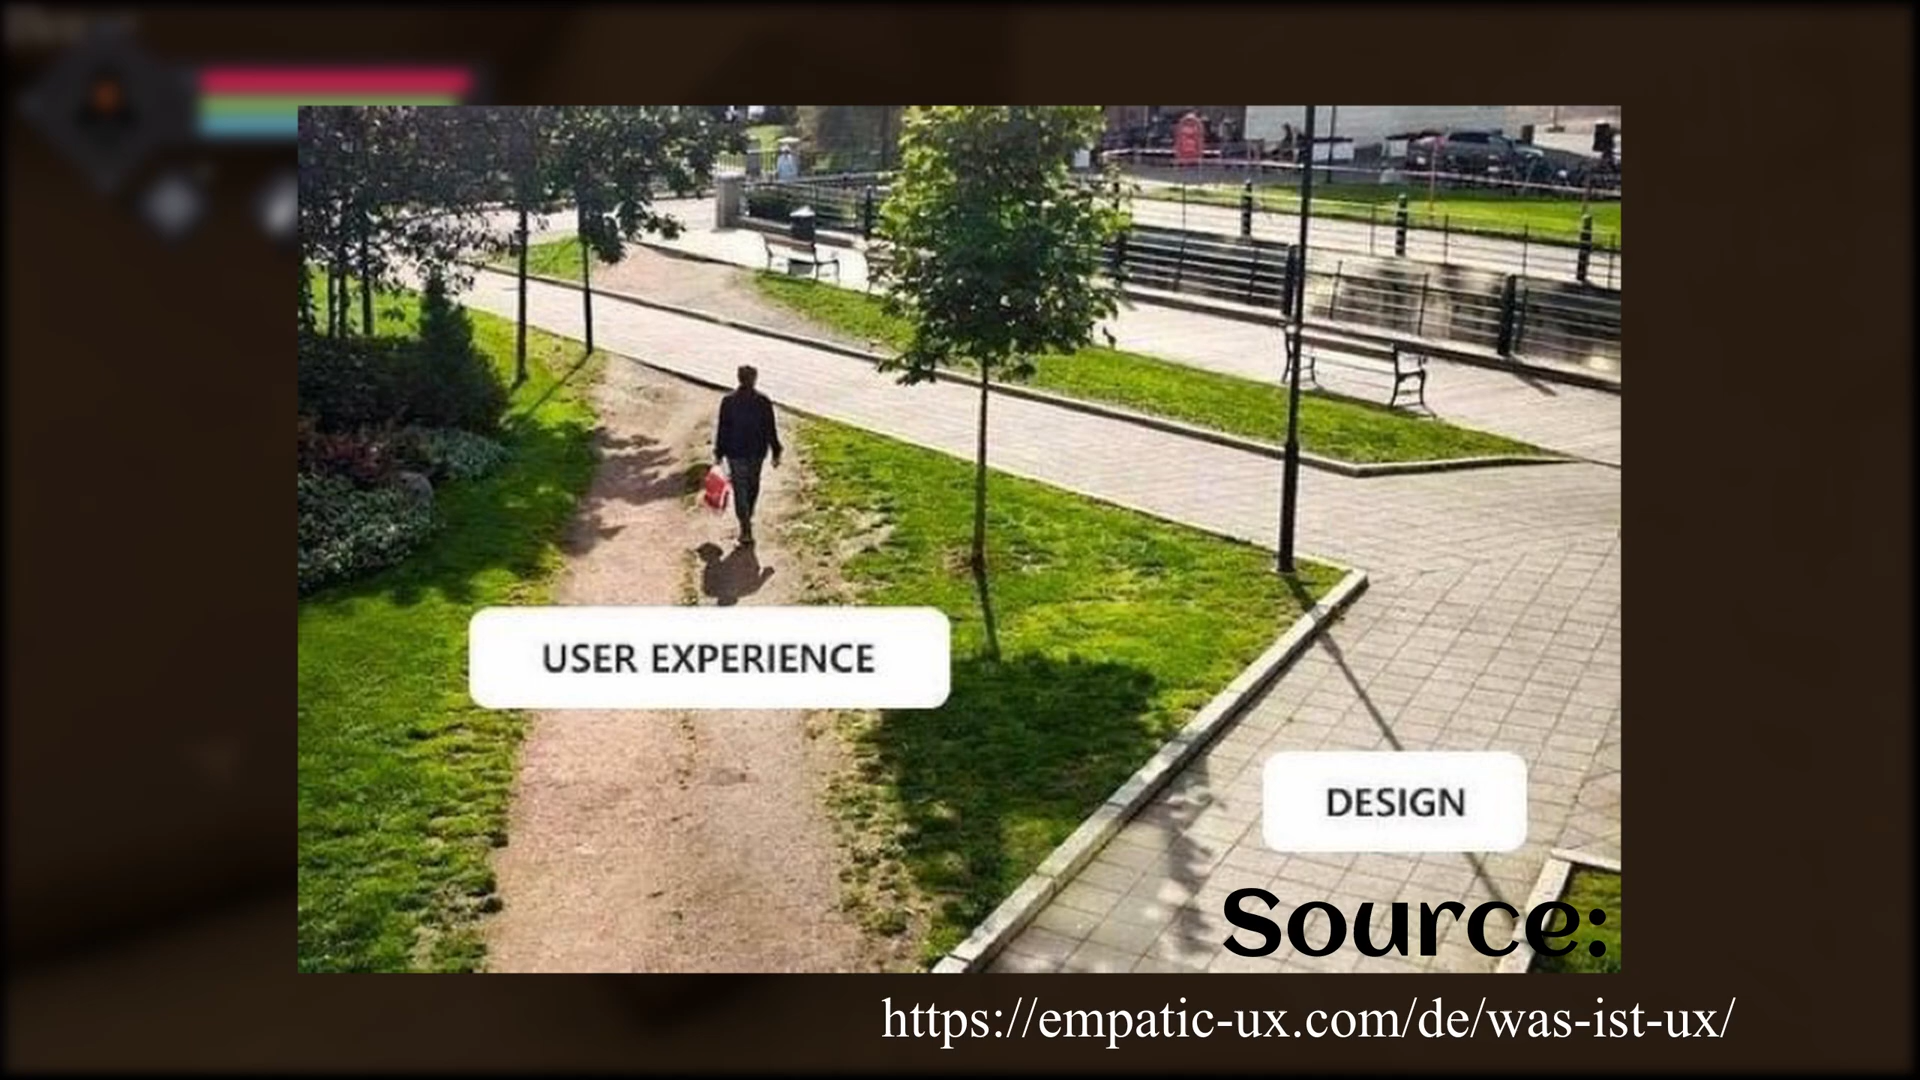 USER EXPERIENCE
DESIGN
Source:
https://empatic-ux.com/de/was-ist-ux/